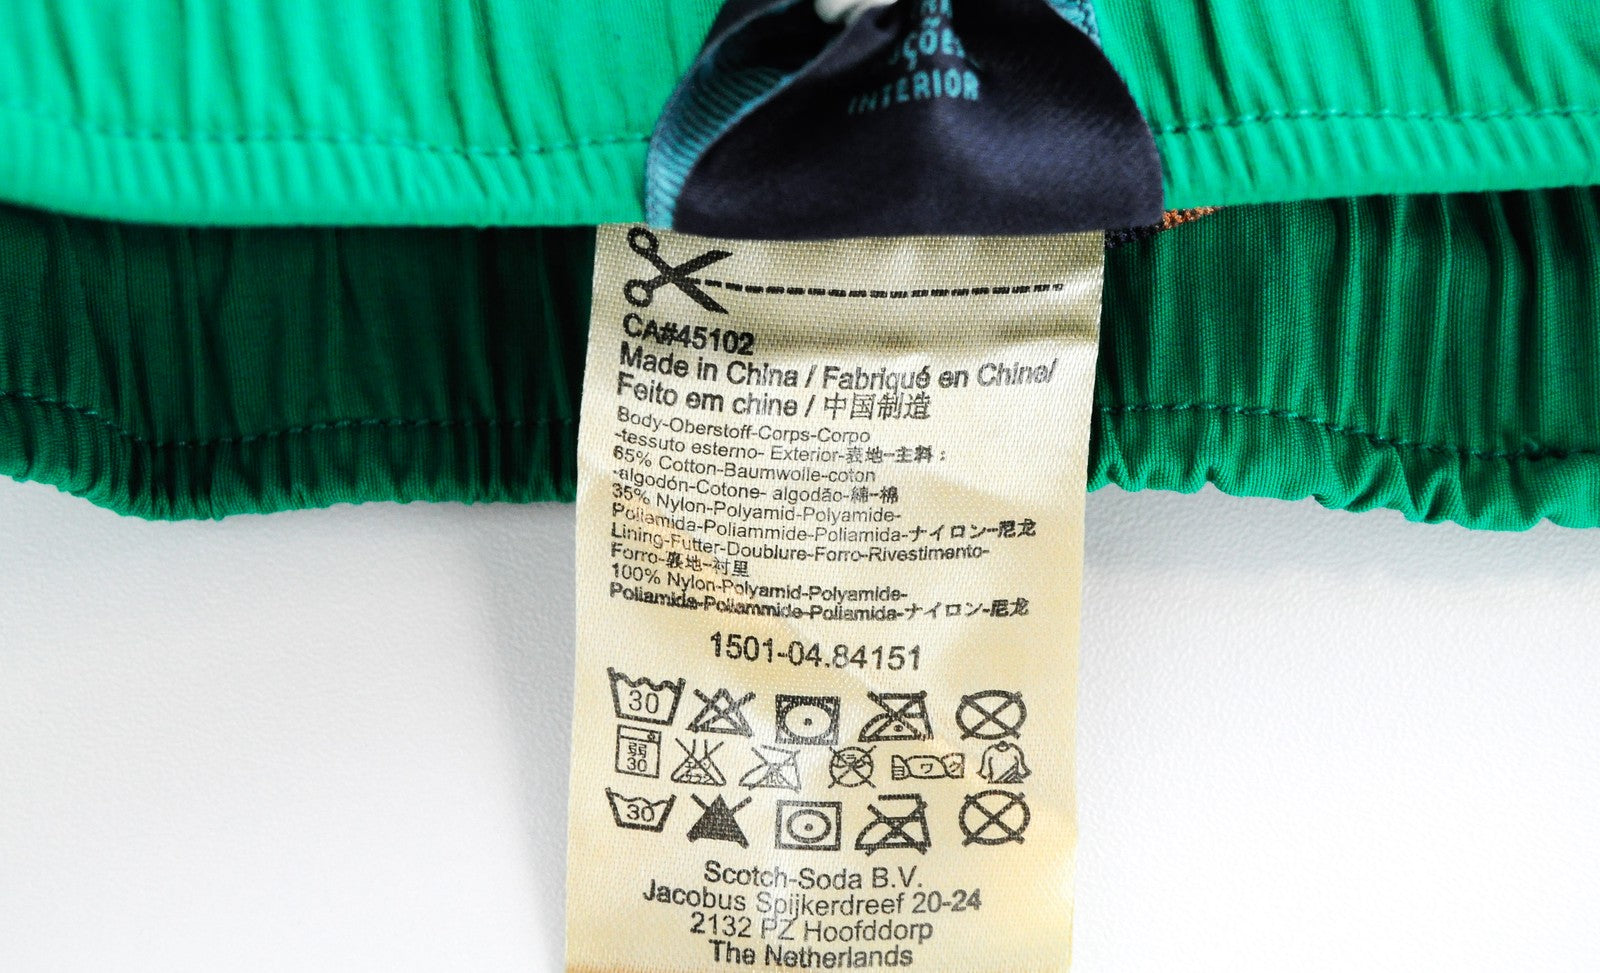 INTERIOR
CA#45102
Made in China / Fabriqué en Chine/
Feito em chine / 中国制造
Body-Oberstoff-Corps-Corpo
-tessuto esterno- Exterior-表地-主料：
65% Cotton-Baumwolle-coton
-algodón-Cotone- algodão-綿-棉
35% Nylon-Polyamid-Polyamide-
Poliamida-Poliammide-Poliamida-ナイロン-尼龙
Lining-Futter-Doublure-Forro-Rivestimento-
Forro-裏地-衬里
100% Nylon-Polyamid-Polyamide-
Poliamida-Poliammide-Poliamida-ナイロン-尼龙
1501-04.84151
30
弱
30
30
Scotch-Soda B.V.
Jacobus Spijkerdreef 20-24
2132 PZ Hoofddorp
The Netherlands